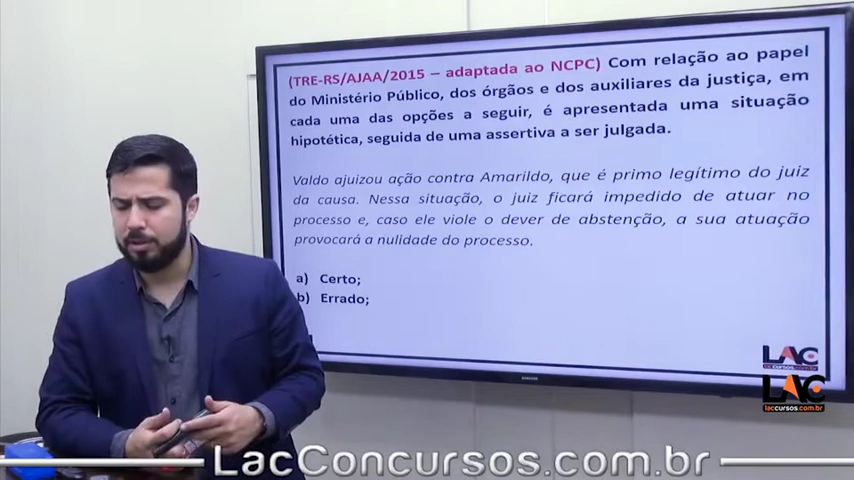 (TRE-RS/AJAA/2015 – adaptada ao NCPC) Com relação ao papel
do Ministério Público, dos órgãos e dos auxiliares da justiça, em
cada uma das opções a seguir, é apresentada uma situação
hipotética, seguida de uma assertiva a ser julgada.
Valdo ajuizou ação contra Amarildo, que é primo legítimo do juiz
da causa. Nessa situação, o juiz ficará impedido de atuar no
processo e, caso ele viole o dever de abstenção, a sua atuação
provocará a nulidade do processo.
a) Certo;
b) Errado;
LAC
laccursos.com.br
SAMSUNG
LAC
laccursos.com.br
LacConcursos.com.br